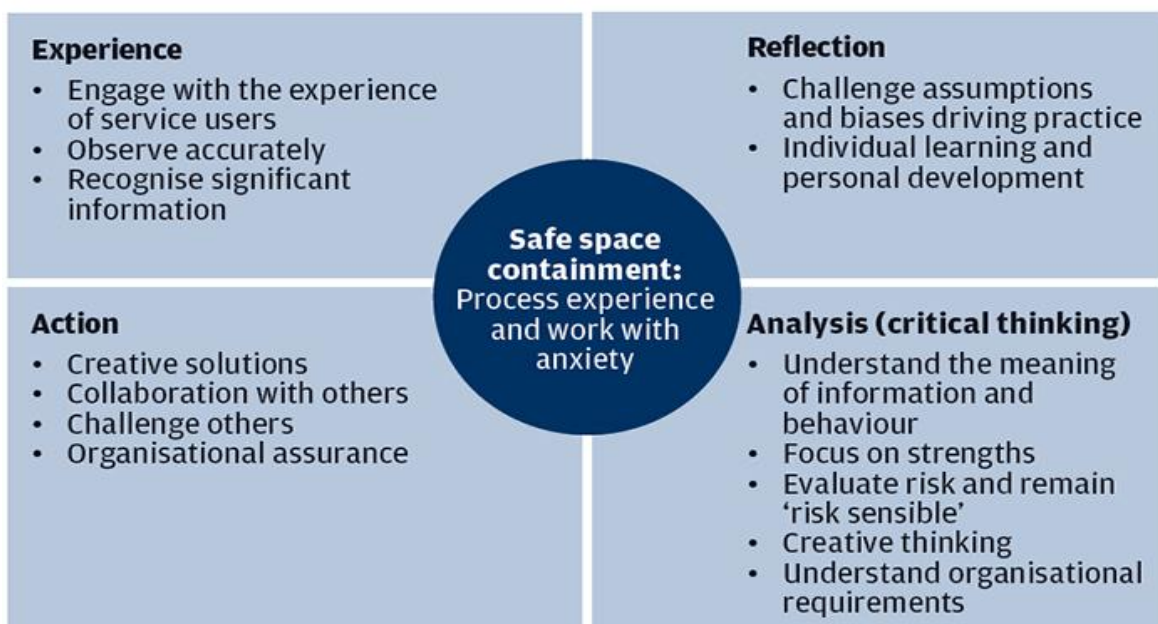 Experience
• Engage with the experience
of service users
• Observe accurately
• Recognise significant
information
Reflection
• Challenge assumptions
and biases driving practice
• Individual learning and
personal development
Safe space
containment:
Process experience
and work with
anxiety
Action
• Creative solutions
• Collaboration with others
• Challenge others
• Organisational assurance
Analysis (critical thinking)
• Understand the meaning
of information and
behaviour
• Focus on strengths
• Evaluate risk and remain
‘risk sensible’
• Creative thinking
• Understand organisational
requirements